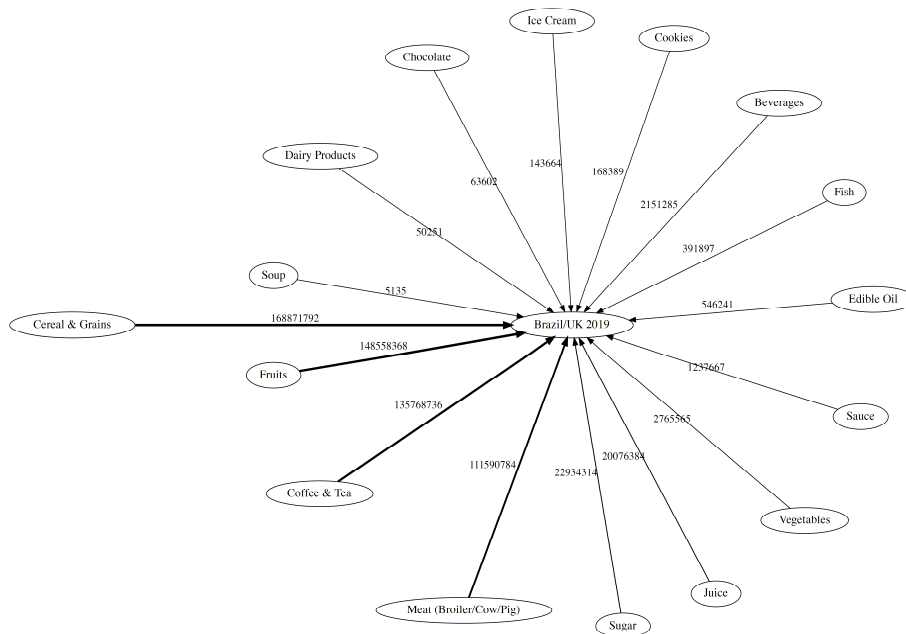 Ice Cream
Cookies
Chocolate
Beverages
Dairy Products
143664
168389
63602
Fish
2151285
50251
391897
Soup
5135
546241
Edible Oil
Cereal & Grains
168871792
Brazil/UK 2019
148558368
Fruits
1237667
135768736
2765565
Sauce
20076384
111590784
22934314
Coffee & Tea
Vegetables
Juice
Meat (Broiler/Cow/Pig)
Sugar